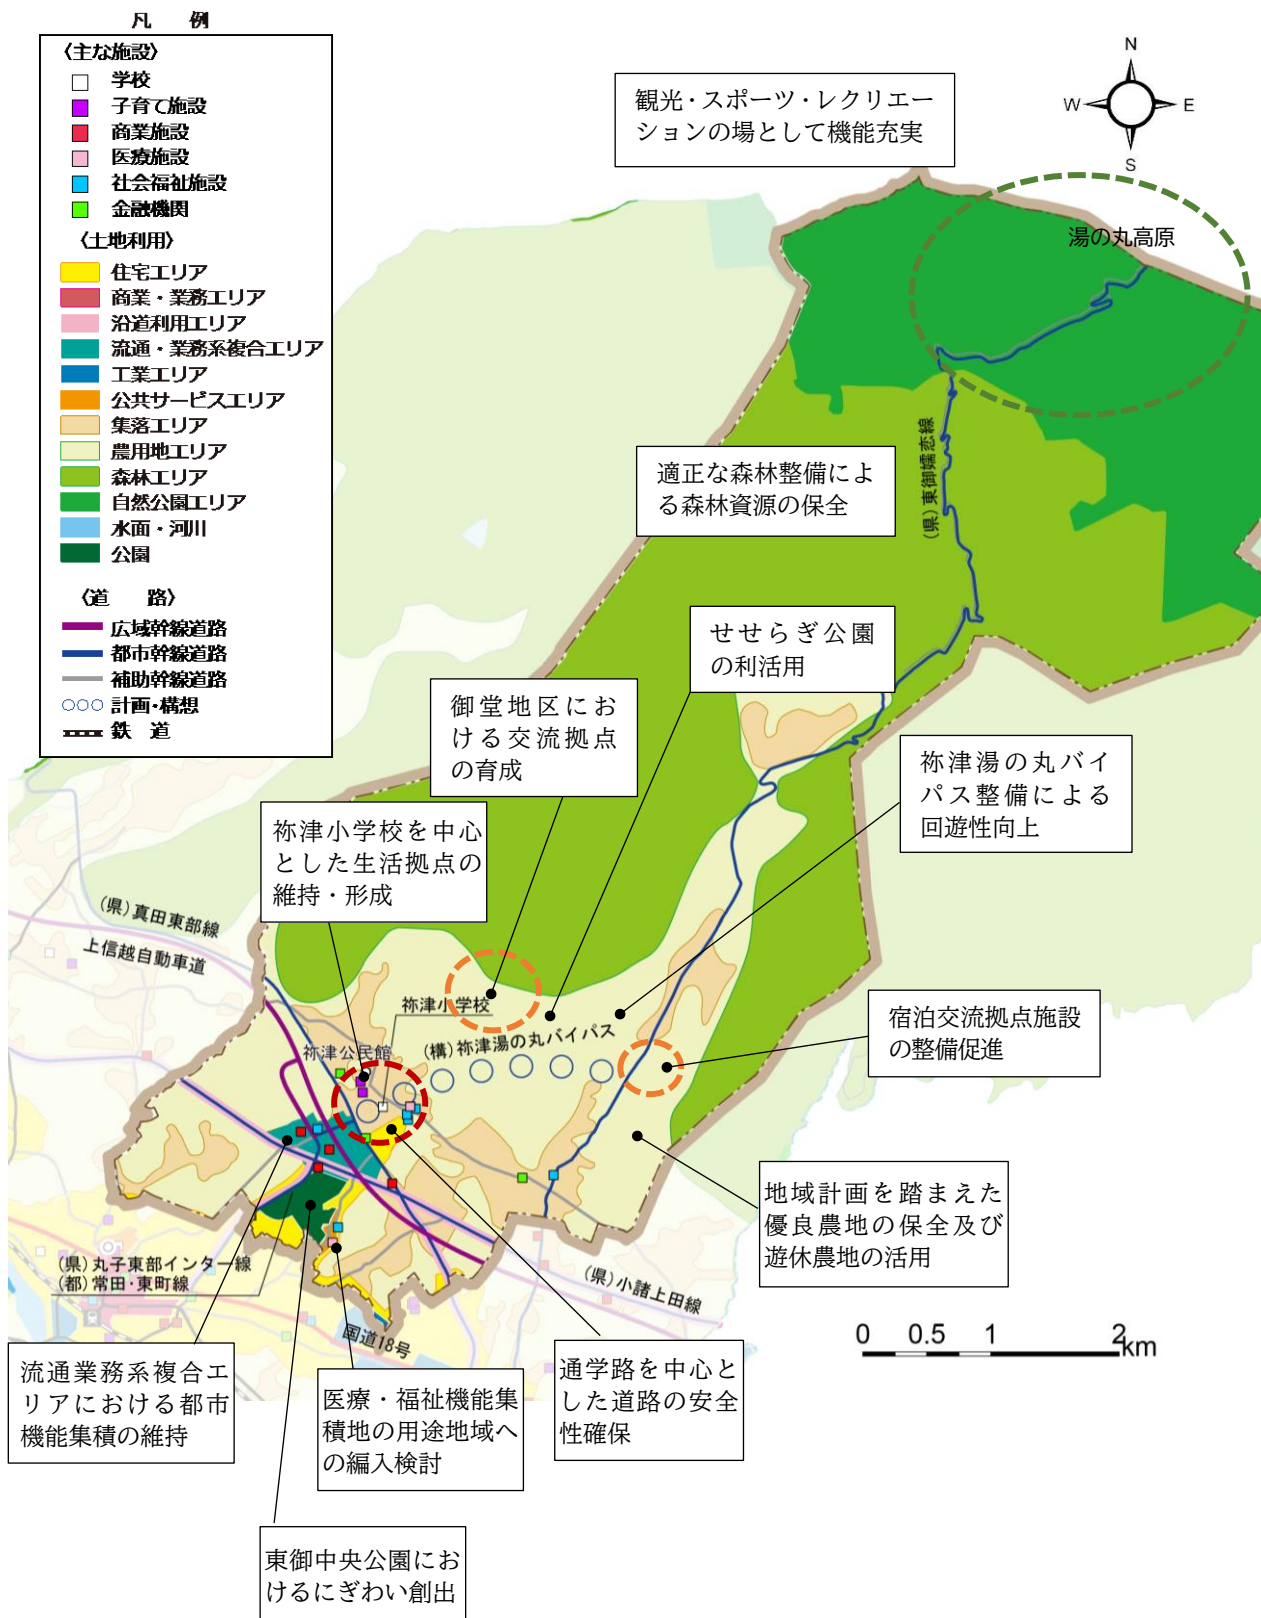 凡 例
〈主な施設〉
学校
子育て施設
商業施設
医療施設
社会福祉施設
金融機関
〈土地利用〉
住宅エリア
商業・業務エリア
沿道利用エリア
流通・業務系複合エリア
工業エリア
公共サービスエリア
集落エリア
農用地エリア
森林エリア
自然公園エリア
水面・河川
公園
〈道 路〉
広域幹線道路
都市幹線道路
補助幹線道路
計画・構想
鉄 道
観光・スポーツ・レクリエー
ションの場として機能充実
N
W
E
S
湯の丸高原
(県)東御嬬恋線
適正な森林整備によ
る森林資源の保全
せせらぎ公園
の利活用
御堂地区にお
ける交流拠点
の育成
祢津湯の丸バイ
パス整備による
回遊性向上
祢津小学校を中心
とした生活拠点の
維持・形成
(県)真田東部線
上信越自動車道
祢津小学校
祢津公民館
(構)祢津湯の丸バイパス
宿泊交流拠点施設
の整備促進
地域計画を踏まえた
優良農地の保全及び
遊休農地の活用
(県)丸子東部インター線
(都)常田・東町線
(県)小諸上田線
国道18号
0 0.5 1 2
km
流通業務系複合エ
リアにおける都市
機能集積の維持
医療・福祉機能集
積地の用途地域へ
の編入検討
通学路を中心と
した道路の安全
性確保
東御中央公園にお
けるにぎわい創出